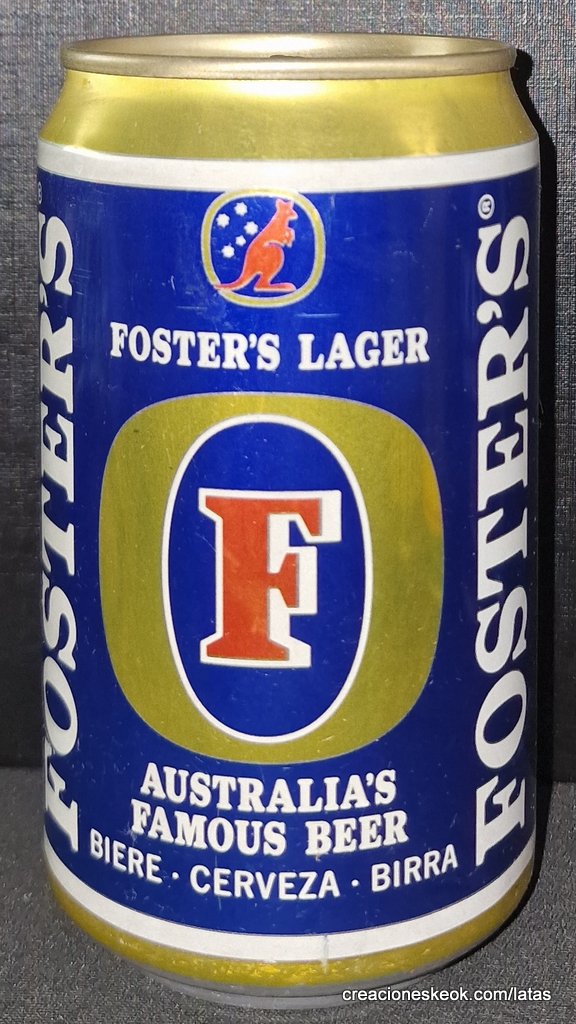 FOSTER'S®
FOSTER'S LAGER
F
AUSTRALIA'S
FAMOUS BEER
BIERE · CERVEZA · BIRRA
FOSTER'S®
creacioneskeok.com/latas